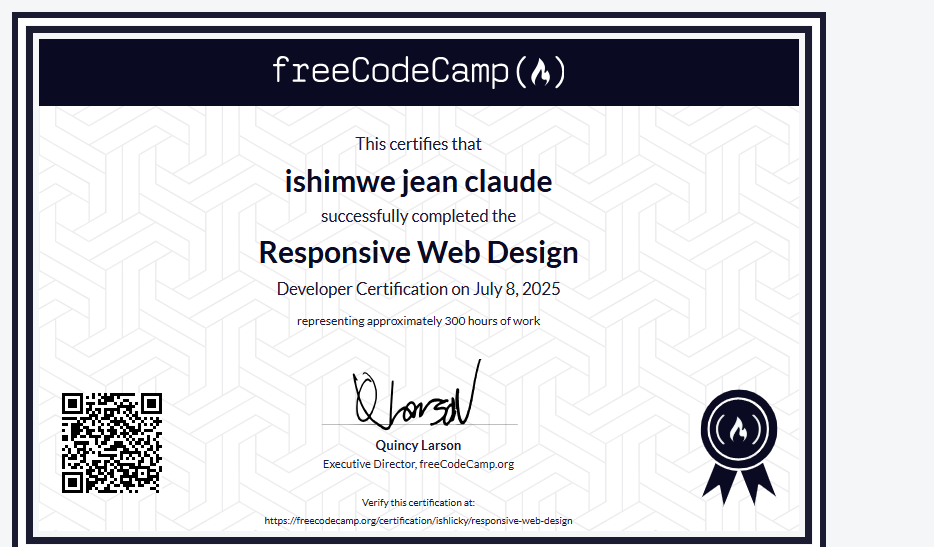 freeCodeCamp
This certifies that
ishimwe jean claude
successfully completed the
Responsive Web Design
Developer Certification on July 8, 2025
representing approximately 300 hours of work
Quincy Larson
Executive Director, freeCodeCamp.org
Verify this certification at:
https://freecodecamp.org/certification/ishlicky/responsive-web-design